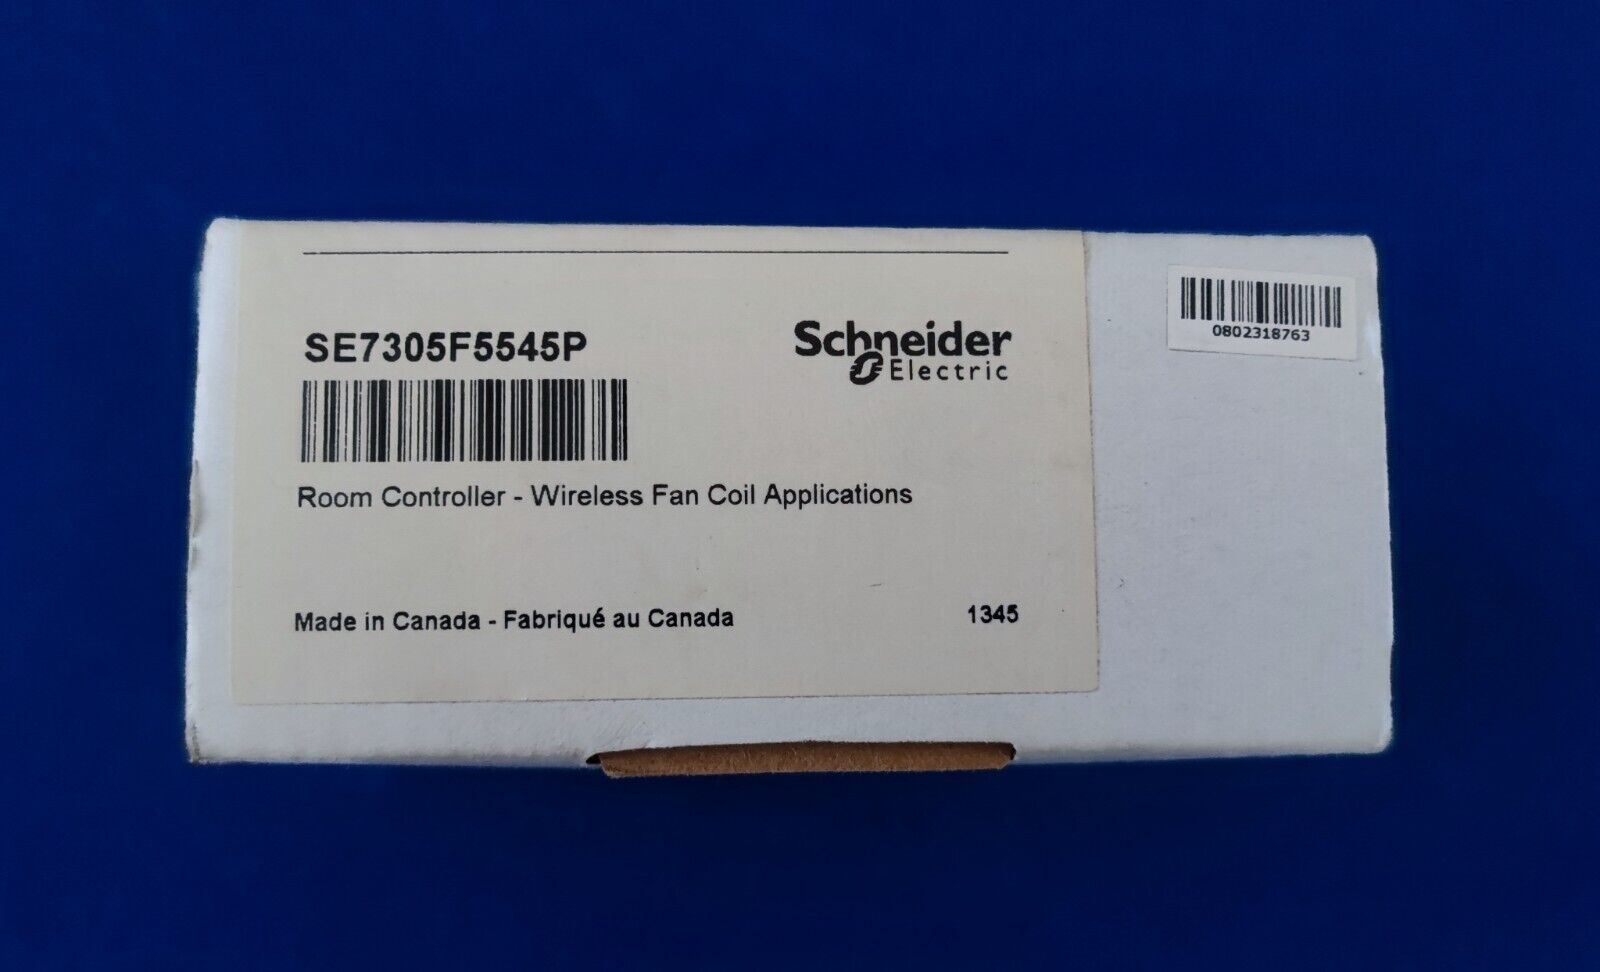 SE7305F5545P
Schneider
Electric
0802318763
Room Controller - Wireless Fan Coil Applications
Made in Canada - Fabriqué au Canada
1345